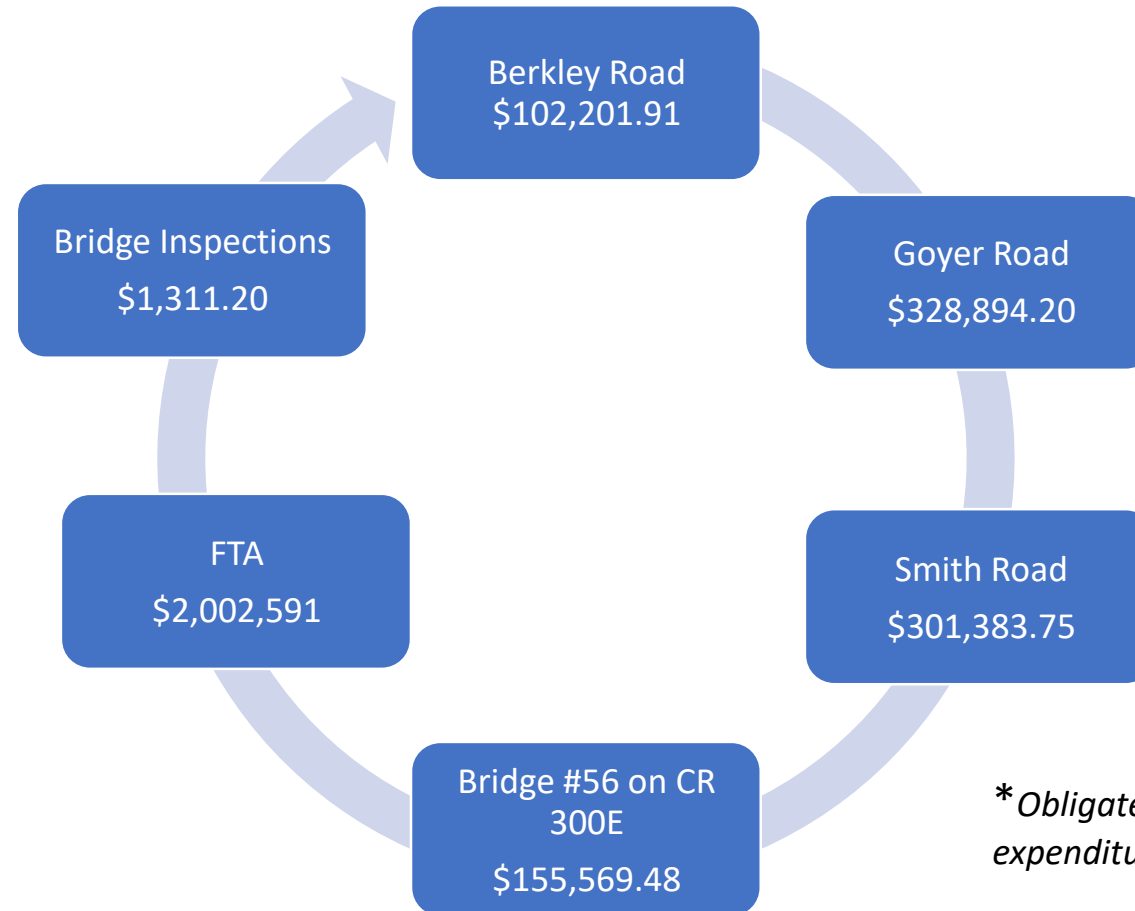 Berkley Road
$102,201.91
Goyer Road
$328,894.20
Smith Road
$301,383.75
Bridge #56 on CR
300E
$155,569.48
FTA
$2,002,591
Bridge Inspections
$1,311.20
*